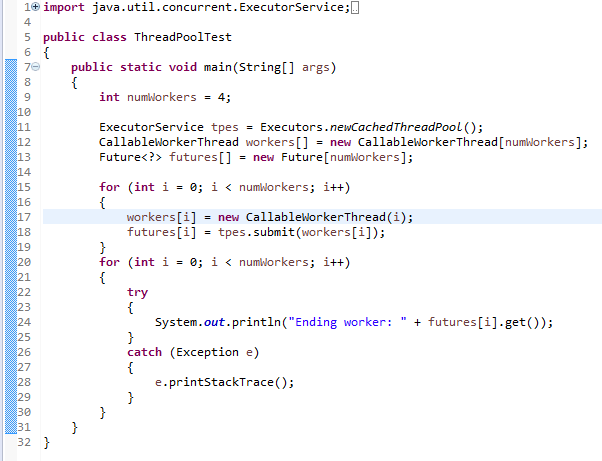 1 import java.util.concurrent.ExecutorService;
4
5 public class ThreadPoolTest
6 {
7     public static void main(String[] args)
8     {
9         int numWorkers = 4;
10
11         ExecutorService tpes = Executors.newCachedThreadPool();
12         CallableWorkerThread workers[] = new CallableWorkerThread[numWorkers];
13         Future<?> futures[] = new Future[numWorkers];
14
15         for (int i = 0; i < numWorkers; i++)
16         {
17             workers[i] = new CallableWorkerThread(i);
18             futures[i] = tpes.submit(workers[i]);
19         }
20         for (int i = 0; i < numWorkers; i++)
21         {
22             try
23             {
24                 System.out.println("Ending worker: " + futures[i].get());
25             }
26             catch (Exception e)
27             {
28                 e.printStackTrace();
29             }
30         }
31     }
32 }